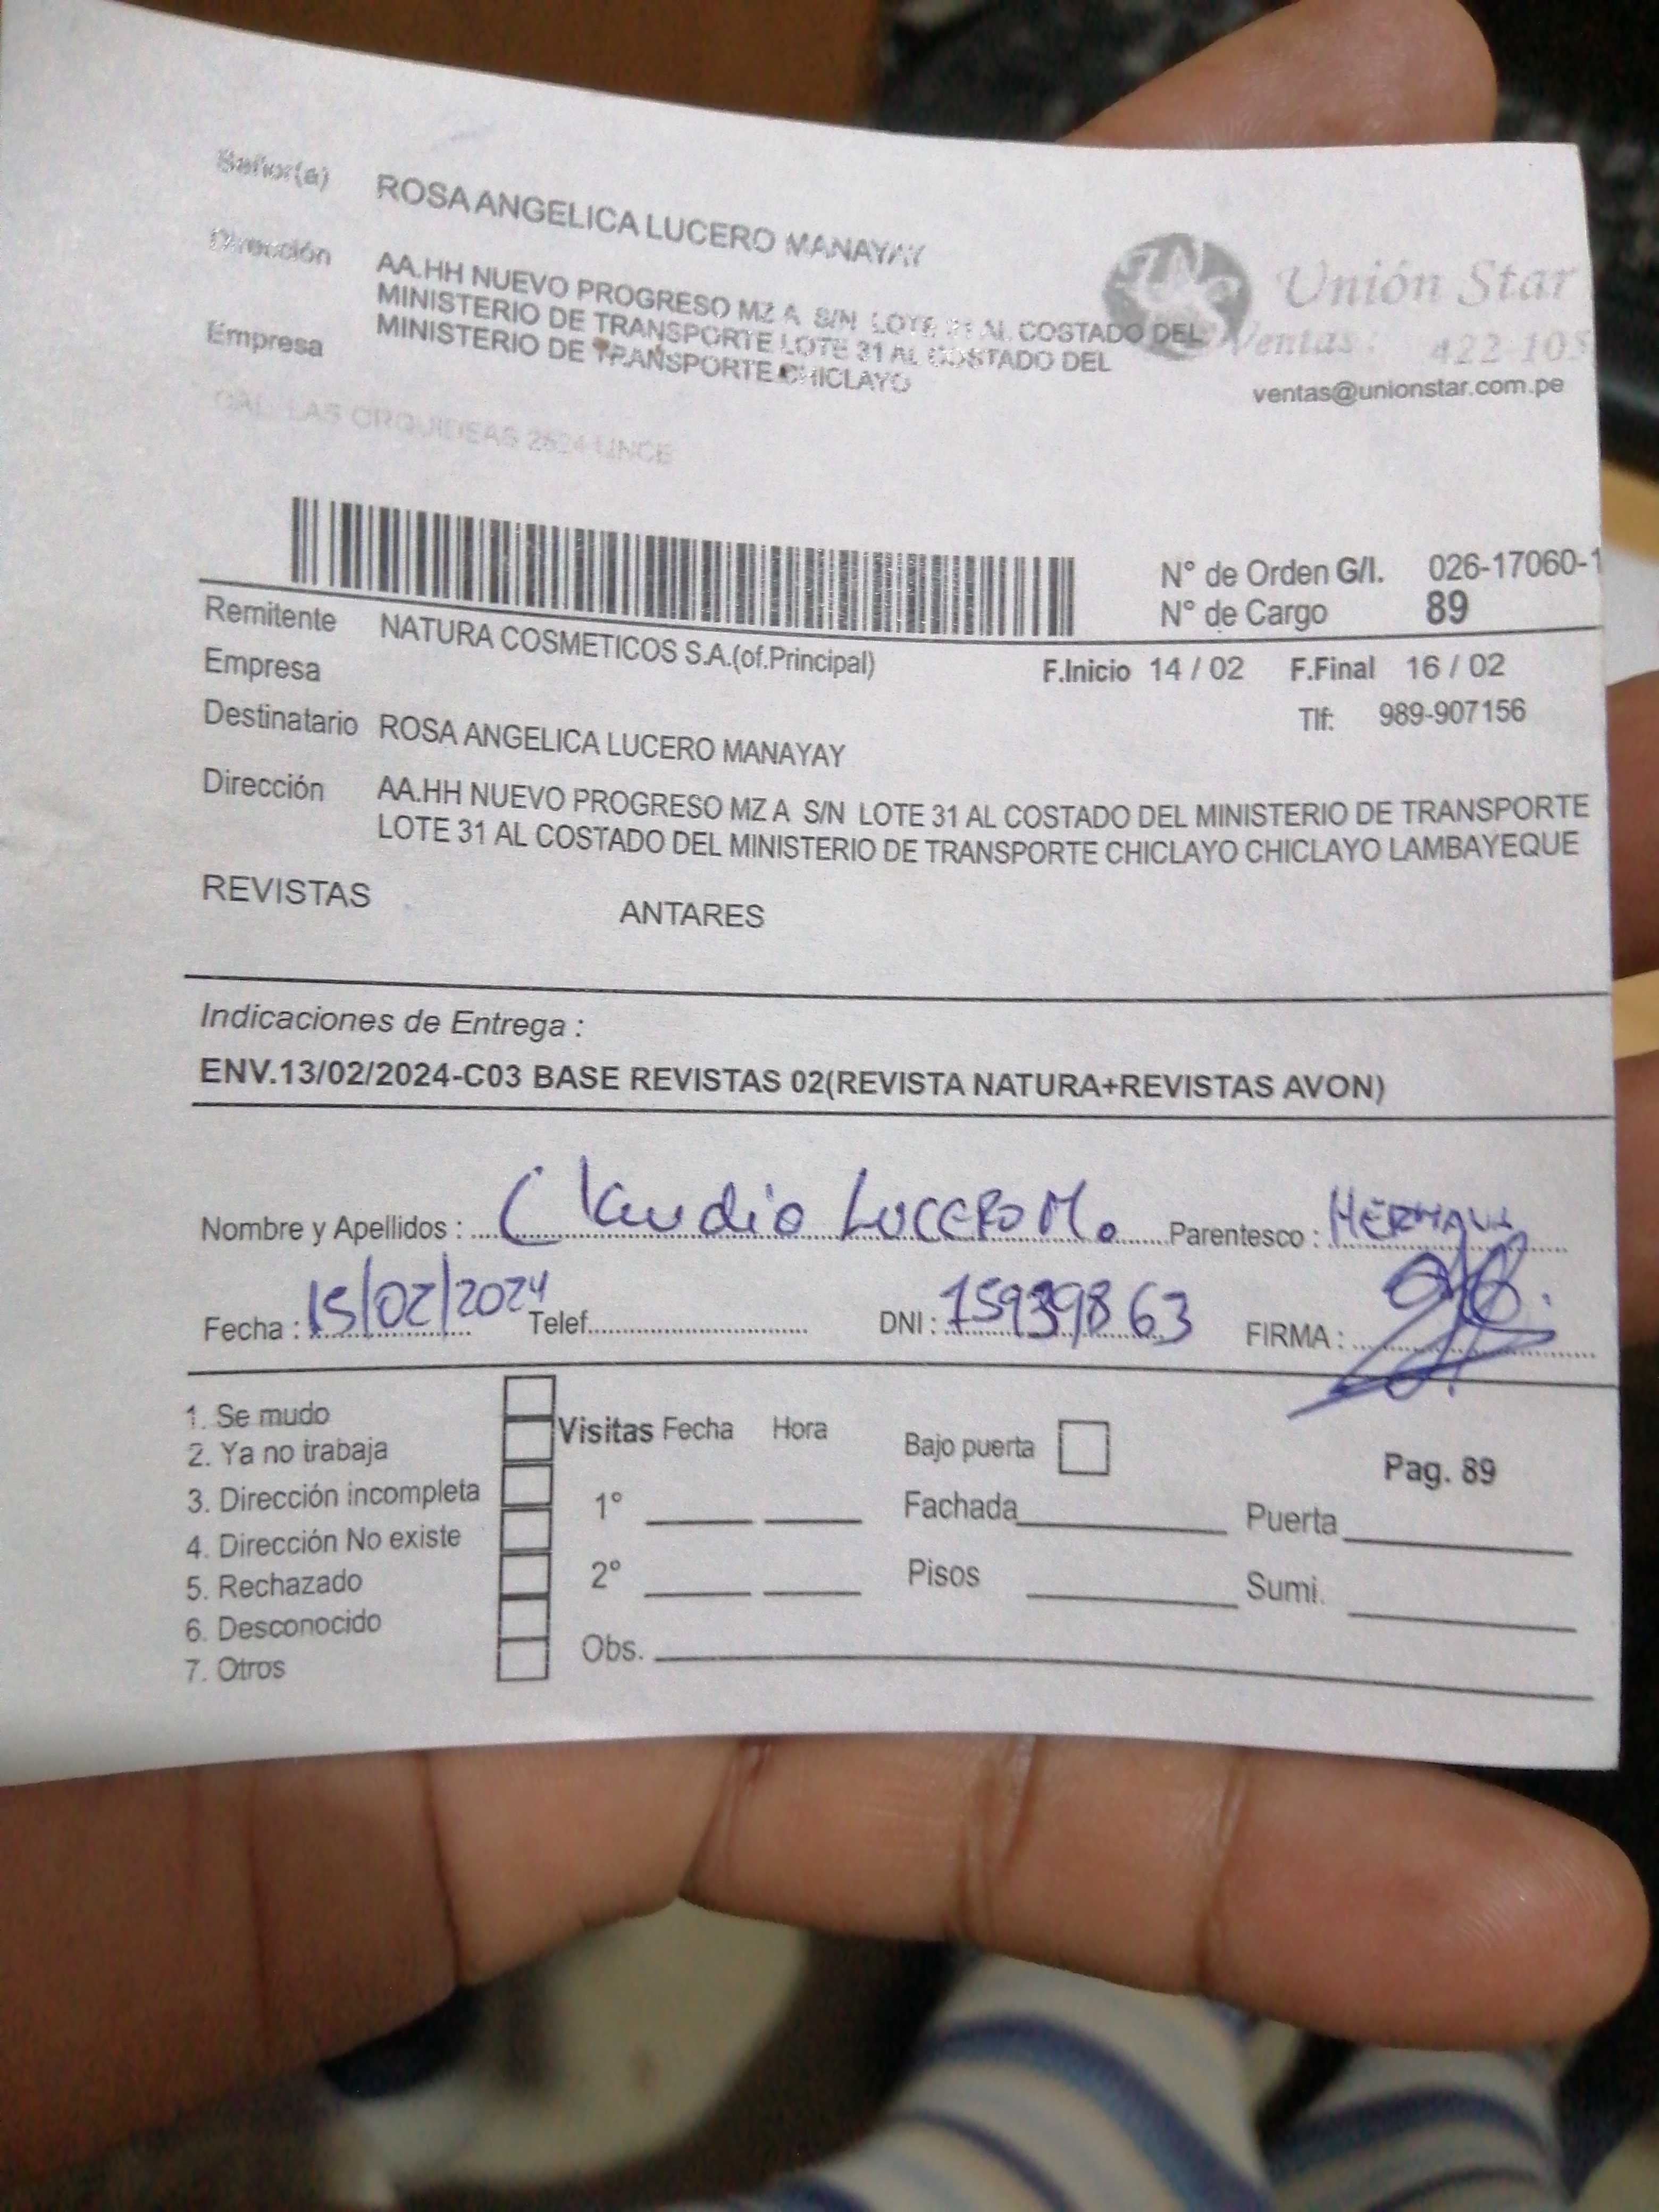 Señor(a) ROSA ANGELICA LUCERO MANAYAY
Dirección AA.HH NUEVO PROGRESO MZ A S/N LOTE 31 AL COSTADO DEL
MINISTERIO DE TRANSPORTE LOTE 31 AL COSTADO DEL
MINISTERIO DE TRANSPORTE CHICLAYO
Empresa
Unión Star
Ventas: 422-105
ventas@unionstar.com.pe
CAL. LAS ORQUIDEAS 2624 LINCE
N° de Orden G/I. 026-17060-1
N° de Cargo 89
Remitente NATURA COSMETICOS S.A.(of.Principal)
Empresa F.Inicio 14 / 02 F.Final 16 / 02
Tlf: 989-907156
Destinatario ROSA ANGELICA LUCERO MANAYAY
Dirección AA.HH NUEVO PROGRESO MZ A S/N LOTE 31 AL COSTADO DEL MINISTERIO DE TRANSPORTE
LOTE 31 AL COSTADO DEL MINISTERIO DE TRANSPORTE CHICLAYO CHICLAYO LAMBAYEQUE
REVISTAS ANTARES
Indicaciones de Entrega :
ENV.13/02/2024-C03 BASE REVISTAS 02(REVISTA NATURA+REVISTAS AVON)
Nombre y Apellidos : Claudio LUCERO M. Parentesco :
Fecha : 15/02/2024 Telef. DNI : FIRMA :
1. Se mudo
2. Ya no trabaja
3. Dirección incompleta
4. Dirección No existe
5. Rechazado
6. Desconocido
7. Otros
Visitas Fecha Hora
1°
2°
Obs.
Bajo puerta
Pag. 89
Fachada Puerta
Pisos Sumi.